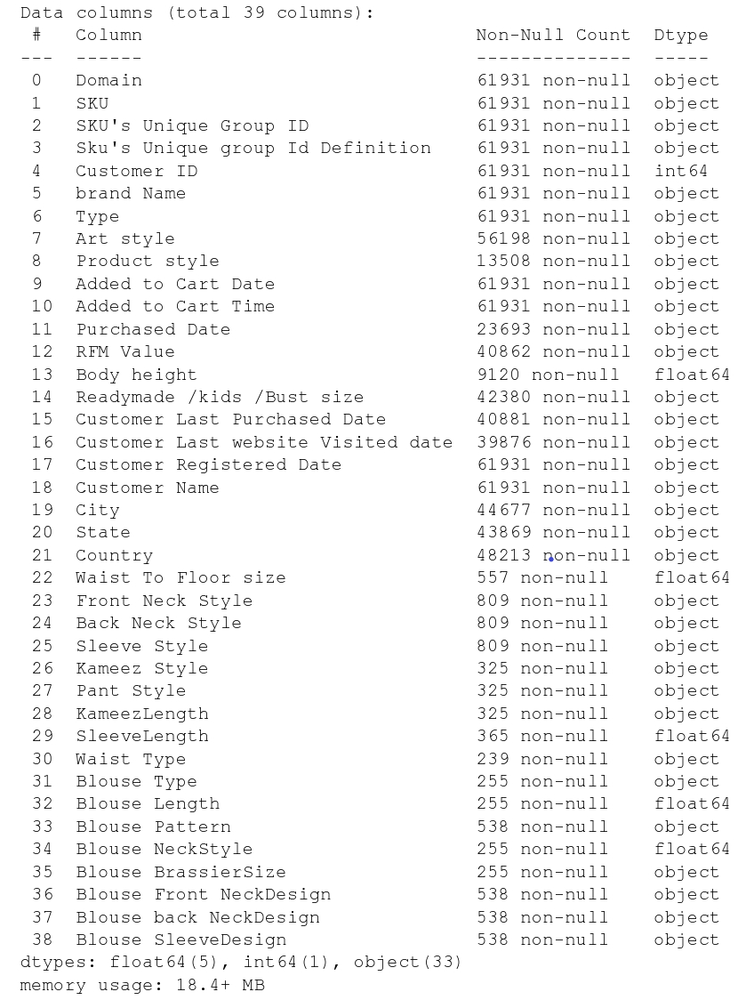 Data columns (total 39 columns):
 #   Column                              Non-Null Count  Dtype
---  ------                              --------------  -----
 0   Domain                              61931 non-null  object
 1   SKU                                 61931 non-null  object
 2   SKU's Unique Group ID               61931 non-null  object
 3   Sku's Unique group Id Definition    61931 non-null  object
 4   Customer ID                         61931 non-null  int64
 5   brand Name                          61931 non-null  object
 6   Type                                61931 non-null  object
 7   Art style                           56198 non-null  object
 8   Product style                       13508 non-null  object
 9   Added to Cart Date                  61931 non-null  object
 10  Added to Cart Time                  61931 non-null  object
 11  Purchased Date                      23693 non-null  object
 12  RFM Value                           40862 non-null  object
 13  Body height                         9120 non-null   float64
 14  Readymade /kids /Bust size          42380 non-null  object
 15  Customer Last Purchased Date        40881 non-null  object
 16  Customer Last website Visited date  39876 non-null  object
 17  Customer Registered Date            61931 non-null  object
 18  Customer Name                       61931 non-null  object
 19  City                                44677 non-null  object
 20  State                               43869 non-null  object
 21  Country                             48213 non-null  object
 22  Waist To Floor size                 557 non-null    float64
 23  Front Neck Style                    809 non-null    object
 24  Back Neck Style                     809 non-null    object
 25  Sleeve Style                        809 non-null    object
 26  Kameez Style                        325 non-null    object
 27  Pant Style                          325 non-null    object
 28  KameezLength                        325 non-null    object
 29  SleeveLength                        365 non-null    float64
 30  Waist Type                          239 non-null    object
 31  Blouse Type                         255 non-null    object
 32  Blouse Length                       255 non-null    float64
 33  Blouse Pattern                      538 non-null    object
 34  Blouse NeckStyle                    255 non-null    float64
 35  Blouse BrassierSize                 255 non-null    object
 36  Blouse Front NeckDesign             538 non-null    object
 37  Blouse back NeckDesign              538 non-null    object
 38  Blouse SleeveDesign                 538 non-null    object
dtypes: float64(5), int64(1), object(33)
memory usage: 18.4+ MB